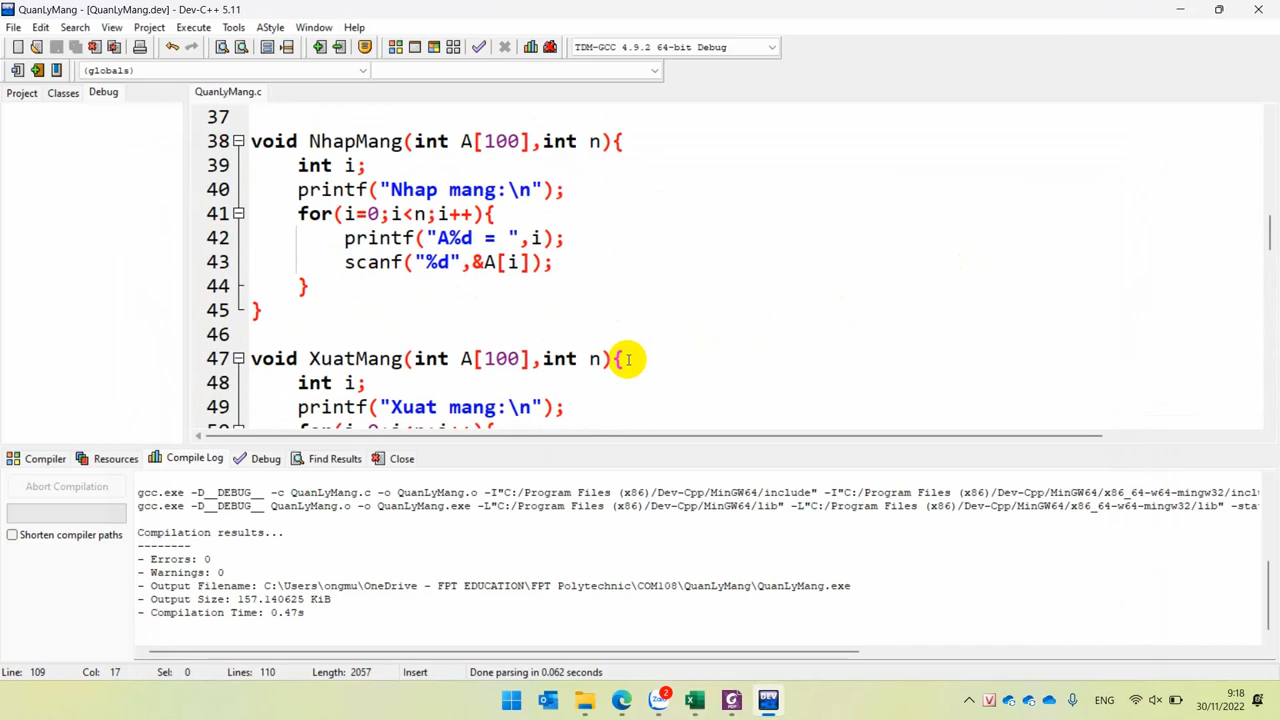 QuanLyMang - [QuanLyMang.dev] - Dev-C++ 5.11
File Edit Search View Project Execute Tools AStyle Window Help
TDM-GCC 4.9.2 64-bit Debug
(globals)
Project Classes Debug QuanLyMang.c
37
38 void NhapMang(int A[100],int n){
39 int i;
40 printf("Nhap mang:\n");
41 for(i=0;i<n;i++){
42 printf("A%d = ",i);
43 scanf("%d",&A[i]);
44 }
45 }
46
47 void XuatMang(int A[100],int n){
48 int i;
49 printf("Xuat mang:\n");
Compiler Resources Compile Log Debug Find Results Close
Abort Compilation
Shorten compiler paths
gcc.exe -D__DEBUG__ -c QuanLyMang.c -o QuanLyMang.o -I"C:/Program Files (x86)/Dev-Cpp/MinGW64/include" -I"C:/Program Files (x86)/Dev-Cpp/MinGW64/x86_64-w64-mingw32/incl
gcc.exe -D__DEBUG__ QuanLyMang.o -o QuanLyMang.exe -L"C:/Program Files (x86)/Dev-Cpp/MinGW64/lib" -L"C:/Program Files (x86)/Dev-Cpp/MinGW64/x86_64-w64-mingw32/lib" -sta
Compilation results...
--------
- Errors: 0
- Warnings: 0
- Output Filename: C:\Users\ongmu\OneDrive - FPT EDUCATION\FPT Polytechnic\COM108\QuanLyMang\QuanLyMang.exe
- Output Size: 157.140625 KiB
- Compilation Time: 0.47s
Line: 109 Col: 17 Sel: 0 Lines: 110 Length: 2057 Insert Done parsing in 0.062 seconds
Zalo 2 PDF DEV V ENG 9:18
30/11/2022